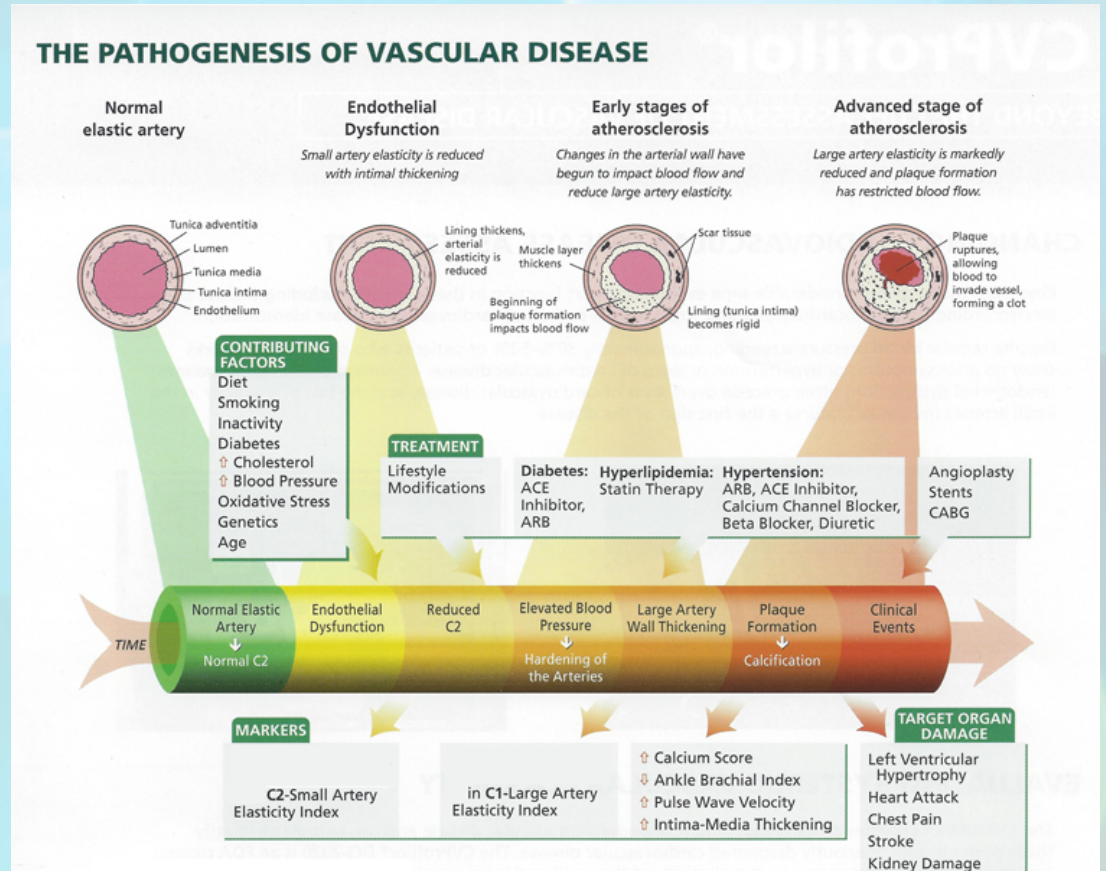 THE PATHOGENESIS OF VASCULAR DISEASE
Normal
elastic artery
Endothelial
Dysfunction
Small artery elasticity is reduced
with intimal thickening
Early stages of
atherosclerosis
Changes in the arterial wall have
begun to impact blood flow and
reduce large artery elasticity.
Advanced stage of
atherosclerosis
Large artery elasticity is markedly
reduced and plaque formation
has restricted blood flow.
Tunica adventitia
Lumen
Tunica media
Tunica intima
Endothelium
Lining thickens,
arterial
elasticity is
reduced
Muscle layer
thickens
Scar tissue
Beginning of
plaque formation
impacts blood flow
Lining (tunica intima)
becomes rigid
Plaque
ruptures,
allowing
blood to
invade vessel,
forming a clot
CONTRIBUTING
FACTORS
Diet
Smoking
Inactivity
Diabetes
⇧ Cholesterol
⇧ Blood Pressure
Oxidative Stress
Genetics
Age
TREATMENT
Lifestyle
Modifications
Diabetes:
ACE
Inhibitor,
ARB
Hyperlipidemia:
Statin Therapy
Hypertension:
ARB, ACE Inhibitor,
Calcium Channel Blocker,
Beta Blocker, Diuretic
Angioplasty
Stents
CABG
TIME
Normal Elastic
Artery
Normal C2
Endothelial
Dysfunction
Reduced
C2
Elevated Blood
Pressure
Hardening of
the Arteries
Large Artery
Wall Thickening
Plaque
Formation
Calcification
Clinical
Events
MARKERS
C2-Small Artery
Elasticity Index
in C1-Large Artery
Elasticity Index
⇧ Calcium Score
⇩ Ankle Brachial Index
⇧ Pulse Wave Velocity
⇧ Intima-Media Thickening
TARGET ORGAN
DAMAGE
Left Ventricular
Hypertrophy
Heart Attack
Chest Pain
Stroke
Kidney Damage